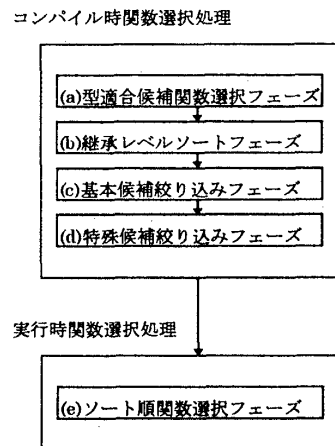 コンパイル時関数選択処理
(a)型適合候補関数選択フェーズ
(b)継承レベルソートフェーズ
(c)基本候補絞り込みフェーズ
(d)特殊候補絞り込みフェーズ
実行時関数選択処理
(e)ソート順関数選択フェーズ